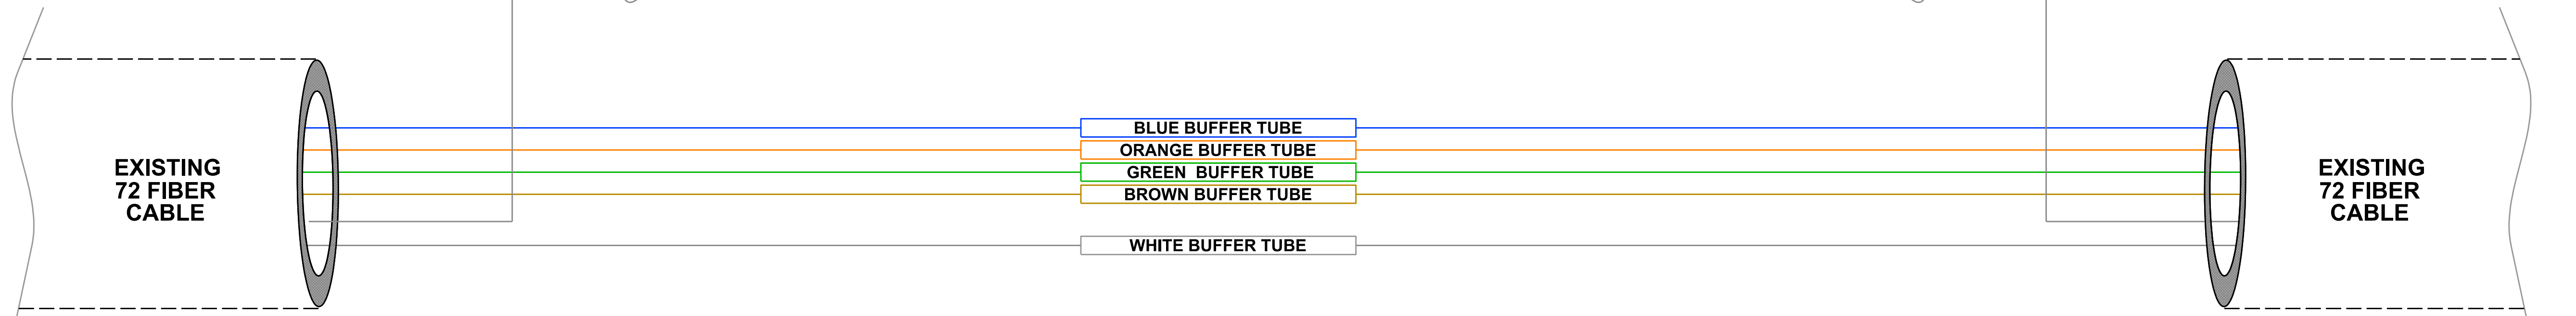 EXISTING
72 FIBER
CABLE
BLUE BUFFER TUBE
ORANGE BUFFER TUBE
GREEN  BUFFER TUBE
BROWN BUFFER TUBE
WHITE BUFFER TUBE
EXISTING
72 FIBER
CABLE